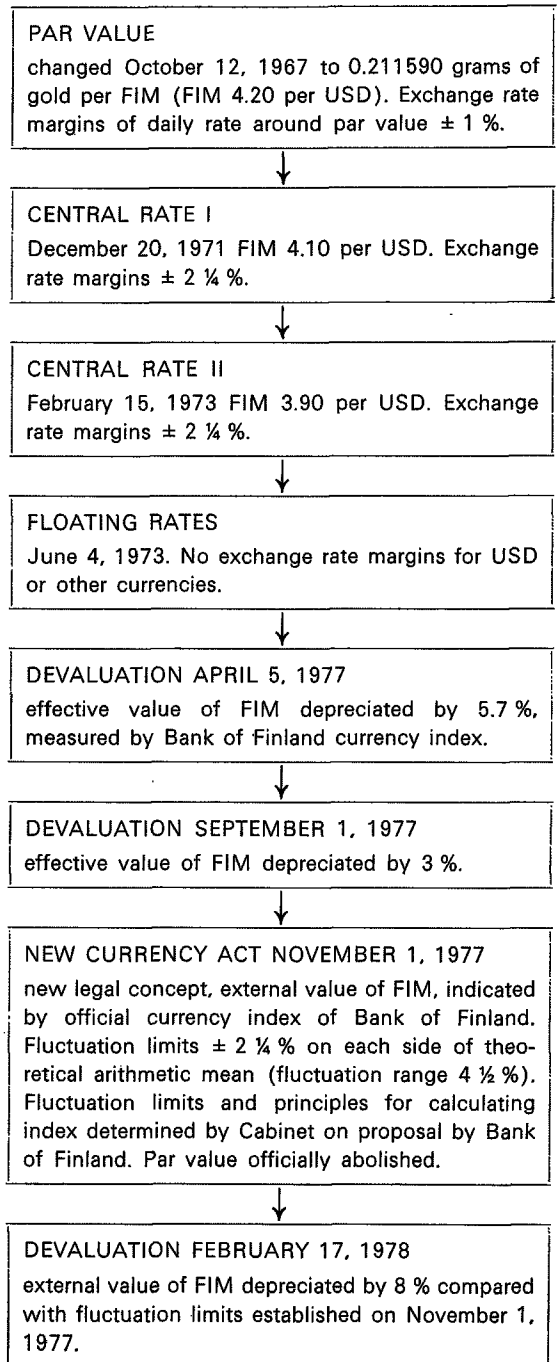 PAR VALUE
changed October 12, 1967 to 0.211590 grams of
gold per FIM (FIM 4.20 per USD). Exchange rate
margins of daily rate around par value ± 1 %.
CENTRAL RATE I
December 20, 1971 FIM 4.10 per USD. Exchange
rate margins ± 2 ¼ %.
CENTRAL RATE II
February 15, 1973 FIM 3.90 per USD. Exchange
rate margins ± 2 ¼ %.
FLOATING RATES
June 4, 1973. No exchange rate margins for USD
or other currencies.
DEVALUATION APRIL 5, 1977
effective value of FIM depreciated by 5.7 %,
measured by Bank of Finland currency index.
DEVALUATION SEPTEMBER 1, 1977
effective value of FIM depreciated by 3 %.
NEW CURRENCY ACT NOVEMBER 1, 1977
new legal concept, external value of FIM, indicated
by official currency index of Bank of Finland.
Fluctuation limits ± 2 ¼ % on each side of theo-
retical arithmetic mean (fluctuation range 4 ½ %).
Fluctuation limits and principles for calculating
index determined by Cabinet on proposal by Bank
of Finland. Par value officially abolished.
DEVALUATION FEBRUARY 17, 1978
external value of FIM depreciated by 8 % compared
with fluctuation limits established on November 1,
1977.